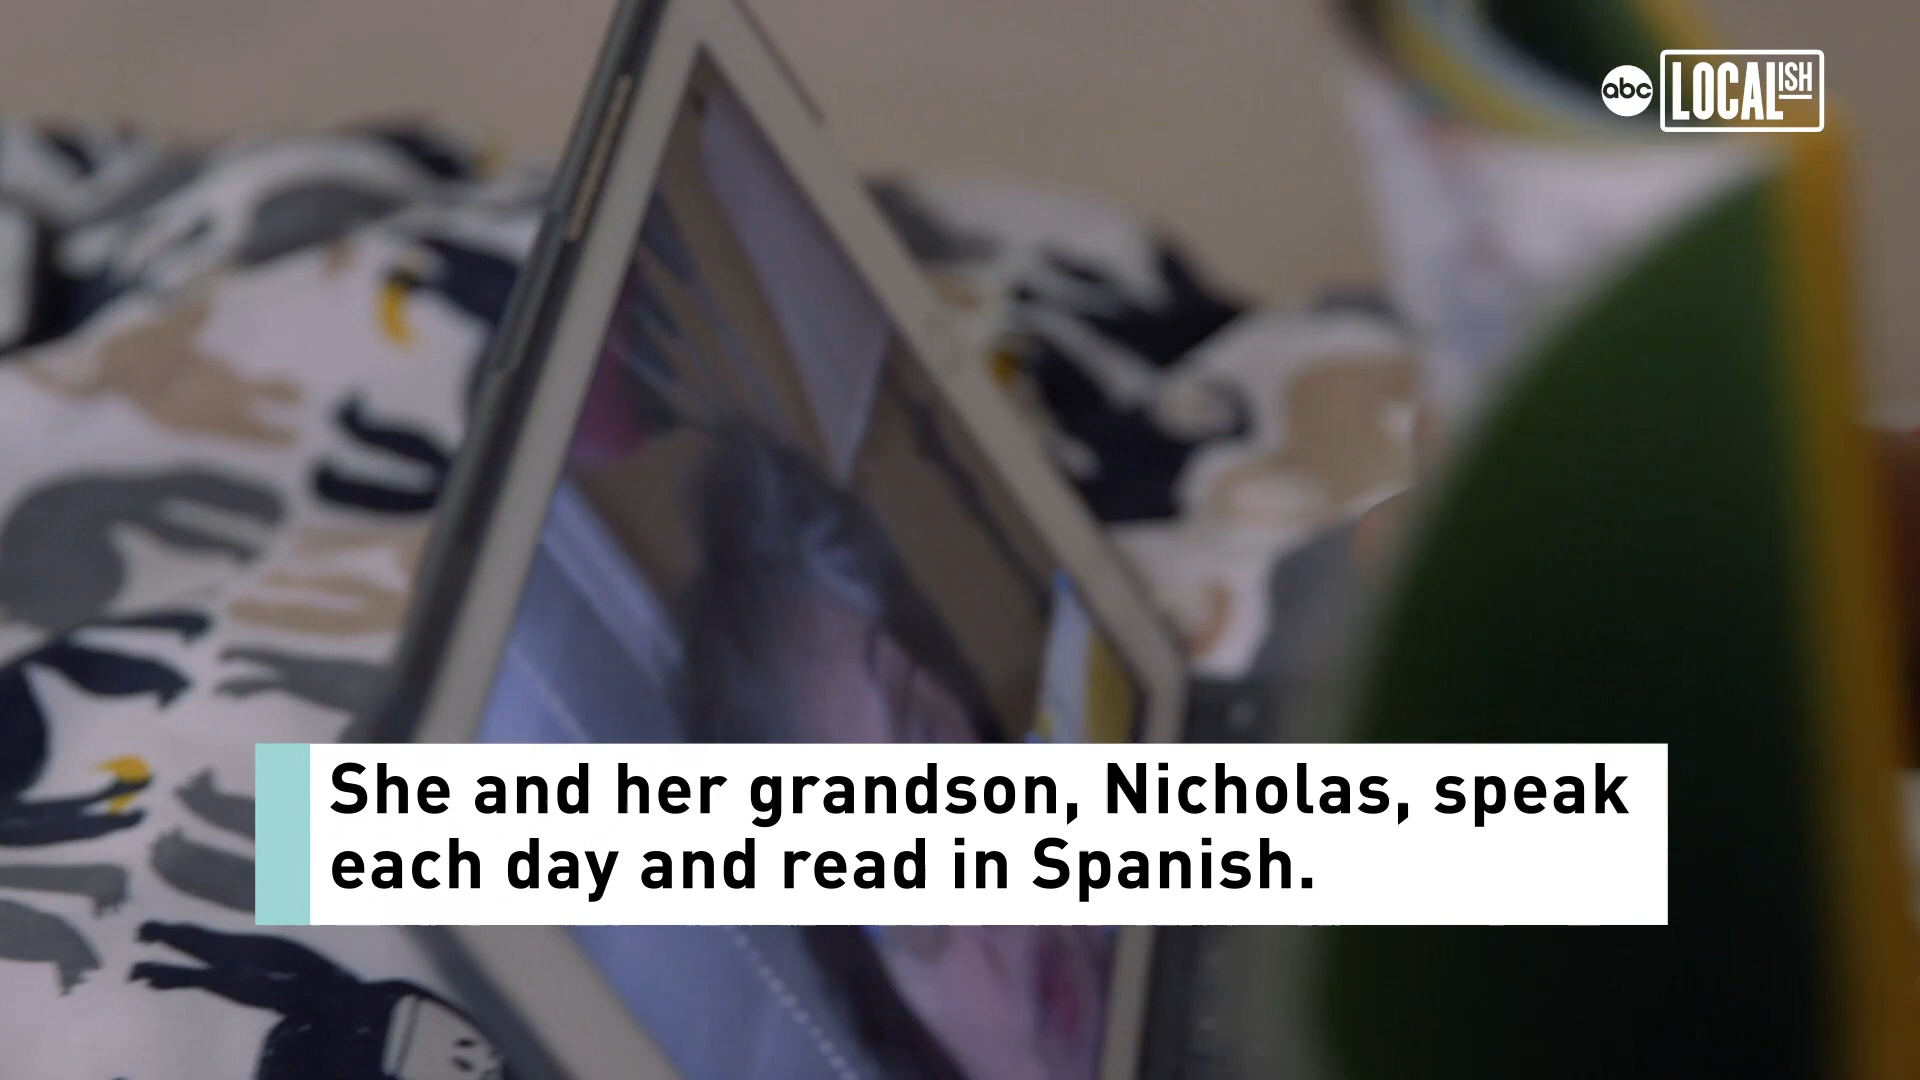 abc LOCALISH
She and her grandson, Nicholas, speak
each day and read in Spanish.